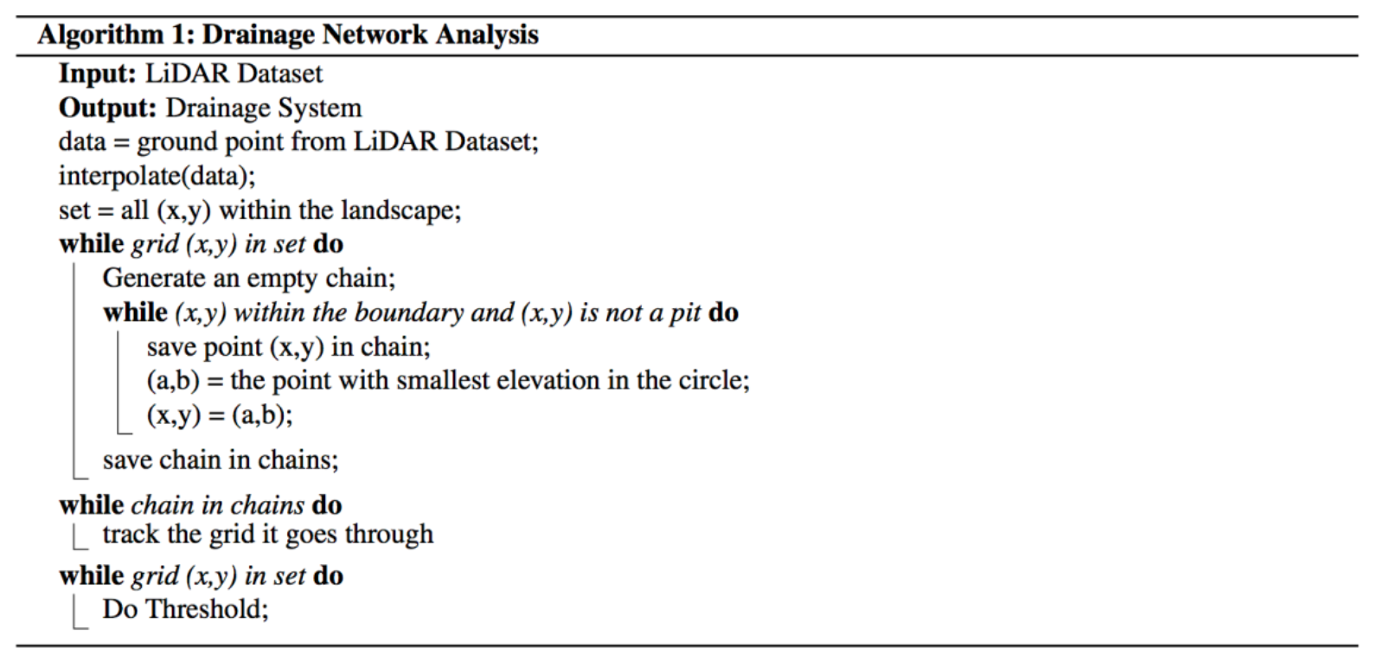 Algorithm 1: Drainage Network Analysis
Input: LiDAR Dataset
Output: Drainage System
data = ground point from LiDAR Dataset;
interpolate(data);
set = all (x,y) within the landscape;
while grid (x,y) in set do
Generate an empty chain;
while (x,y) within the boundary and (x,y) is not a pit do
save point (x,y) in chain;
(a,b) = the point with smallest elevation in the circle;
(x,y) = (a,b);
save chain in chains;
while chain in chains do
track the grid it goes through
while grid (x,y) in set do
Do Threshold;